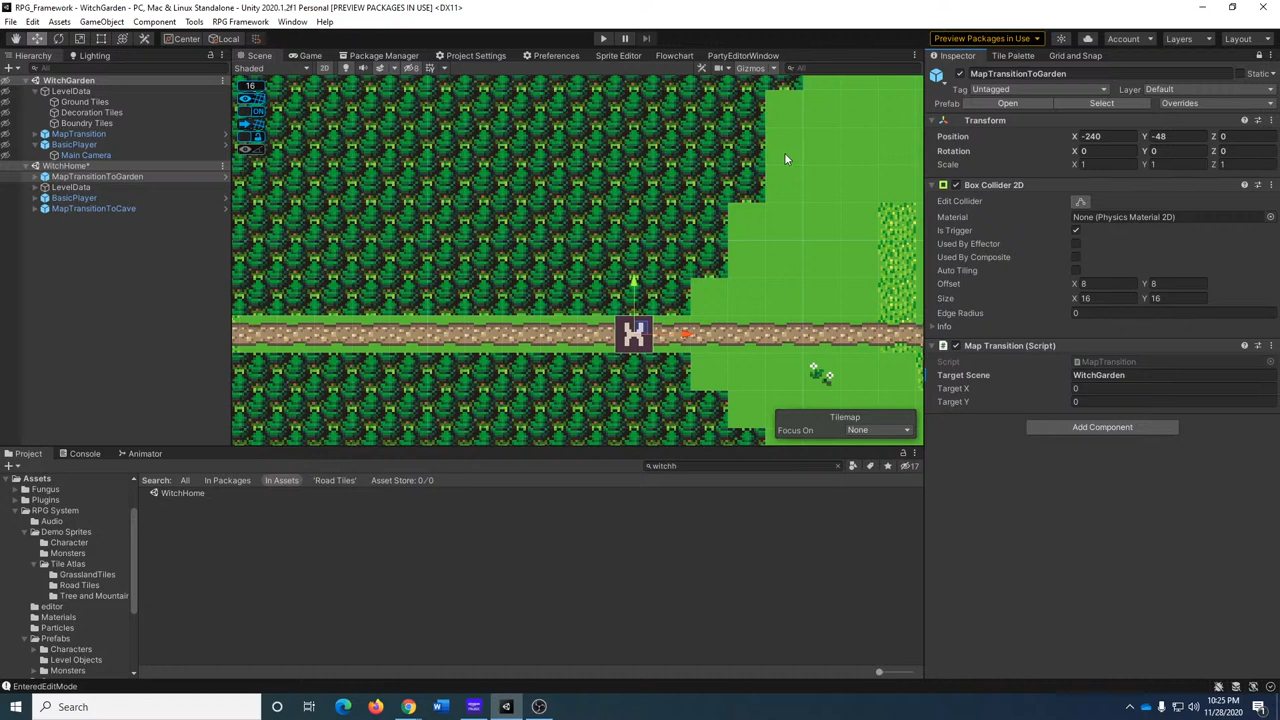 RPG_Framework - WitchGarden - PC, Mac & Linux Standalone - Unity 2020.1.2f1 Personal [PREVIEW PACKAGES IN USE] <DX11>
File Edit Assets GameObject Component Tools RPG Framework Window Help
Center Local Preview Packages in Use Account Layers Layout
Hierarchy Lighting Scene Game Package Manager Project Settings Preferences Sprite Editor Flowchart PartyEditorWindow Inspector Tile Palette Grid and Snap
All Shaded 2D 8 Gizmos All
WitchGarden
LevelData
Ground Tiles
Decoration Tiles
Boundry Tiles
MapTransition
BasicPlayer
Main Camera
WitchHome*
MapTransitionToGarden
LevelData
BasicPlayer
MapTransitionToCave
16
ON
Tilemap
Focus On None
MapTransitionToGarden Static
Tag Untagged Layer Default
Prefab Open Select Overrides
Transform
Position X -240 Y -48 Z 0
Rotation X 0 Y 0 Z 0
Scale X 1 Y 1 Z 1
Box Collider 2D
Edit Collider
Material None (Physics Material 2D)
Is Trigger
Used By Effector
Used By Composite
Auto Tiling
Offset X 8 Y 8
Size X 16 Y 16
Edge Radius 0
Info
Map Transition (Script)
Script MapTransition
Target Scene WitchGarden
Target X 0
Target Y 0
Add Component
Project Console Animator
witchh 17
Assets
Fungus
Plugins
RPG System
Audio
Demo Sprites
Character
Monsters
Tile Atlas
GrasslandTiles
Road Tiles
Tree and Mountain
editor
Materials
Particles
Prefabs
Characters
Level Objects
Monsters
Search: All In Packages In Assets 'Road Tiles' Asset Store: 0/0
WitchHome
EnteredEditMode
Search
10:25 PM
11/28/2020